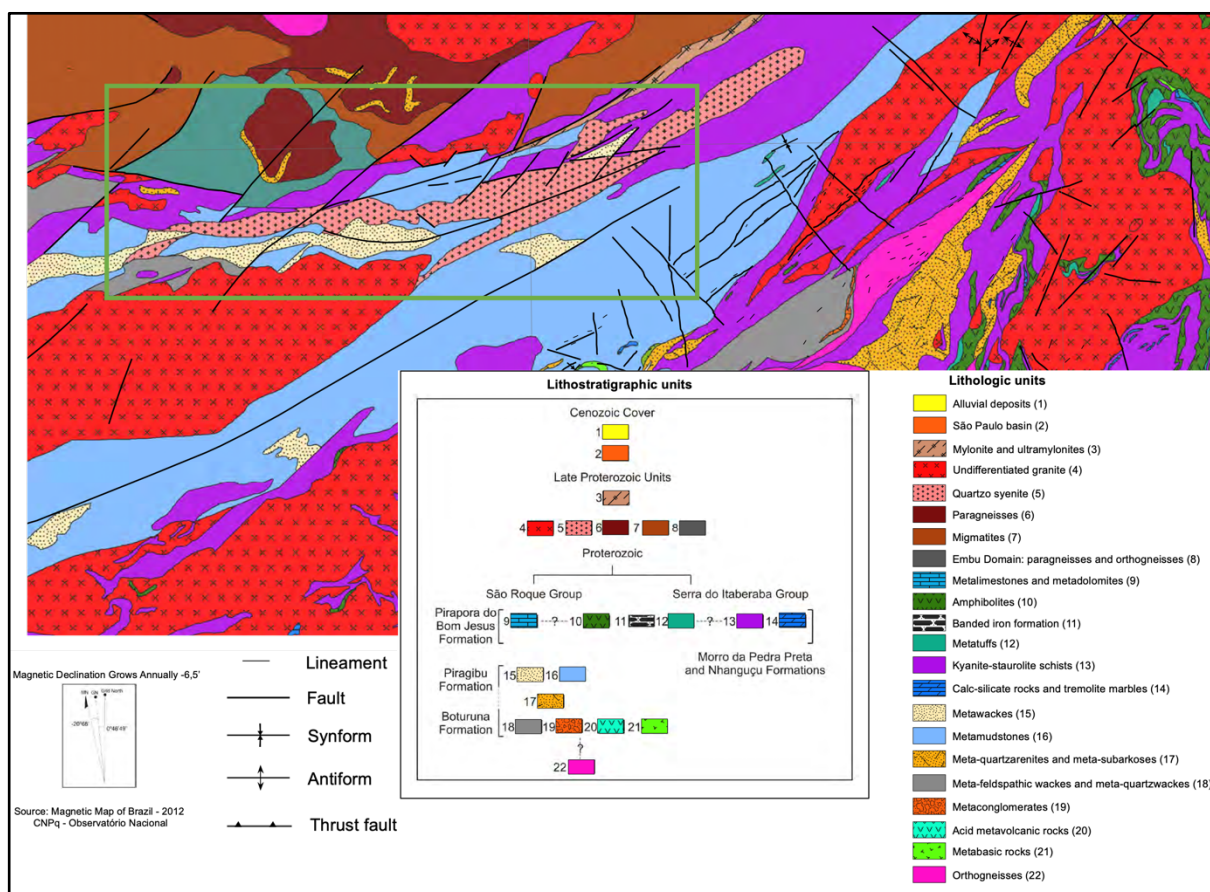 Lithostratigraphic units
Cenozoic Cover
1
2
Late Proterozoic Units
3
4 5 6 7 8
Proterozoic
São Roque Group
Serra do Itaberaba Group
Pirapora do
Bom Jesus
Formation
9 ? 10 11 12 ? 13 14
Morro da Pedra Preta
and Nhanguçu Formations
Piragibu
Formation
15 16
17
Boturuna
Formation
18 19 20 21
?
22
Lithologic units
Alluvial deposits (1)
São Paulo basin (2)
Mylonite and ultramylonites (3)
Undifferentiated granite (4)
Quartzo syenite (5)
Paragneisses (6)
Migmatites (7)
Embu Domain: paragneisses and orthogneisses (8)
Metalimestones and metadolomites (9)
Amphibolites (10)
Banded iron formation (11)
Metatuffs (12)
Kyanite-staurolite schists (13)
Calc-silicate rocks and tremolite marbles (14)
Metawackes (15)
Metamudstones (16)
Meta-quartzarenites and meta-subarkoses (17)
Meta-feldspathic wackes and meta-quartzwackes (18)
Metaconglomerates (19)
Acid metavolcanic rocks (20)
Metabasic rocks (21)
Orthogneisses (22)
Magnetic Declination Grows Annually -6,5'
Grid North
Source: Magnetic Map of Brazil - 2012
CNPq - Observatório Nacional
Lineament
Fault
Synform
Antiform
Thrust fault